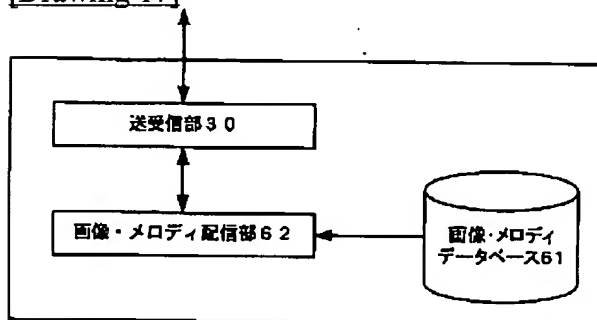 [Drawing
送受信部30
画像・メロディ配信部62
画像・メロディ
データベース61